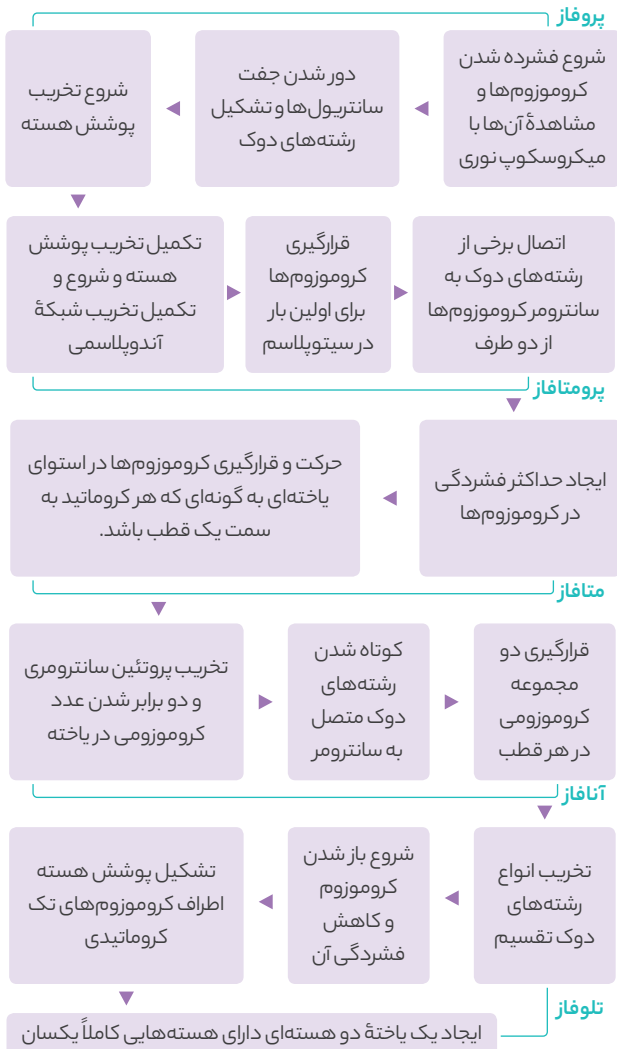 پروفاز
شروع فشرده شدن
کروموزوم‌ها و
مشاهدهٔ آن‌ها با
میکروسکوپ نوری
دور شدن جفت
سانتریول‌ها و تشکیل
رشته‌های دوک
شروع تخریب
پوشش هسته
تکمیل تخریب پوشش
هسته و شروع و
تکمیل تخریب شبکهٔ
آندوپلاسمی
قرارگیری
کروموزوم‌ها
برای اولین بار
در سیتوپلاسم
اتصال برخی از
رشته‌های دوک به
سانترومر کروموزوم‌ها
از دو طرف
پرومتافاز
ایجاد حداکثر فشردگی
در کروموزوم‌ها
حرکت و قرارگیری کروموزوم‌ها در استوای
یاخته‌ای به گونه‌ای که هر کروماتید به
سمت یک قطب باشد.
متافاز
تخریب پروتئین سانترومری
و دو برابر شدن عدد
کروموزومی در یاخته
کوتاه شدن
رشته‌های
دوک متصل
به سانترومر
قرارگیری دو
مجموعه
کروموزومی
در هر قطب
آنافاز
تخریب انواع
رشته‌های
دوک تقسیم
شروع باز شدن
کروموزوم
و کاهش
فشردگی آن
تشکیل پوشش هسته
اطراف کروموزوم‌های تک
کروماتیدی
تلوفاز
ایجاد یک یاختهٔ دو هسته‌ای دارای هسته‌هایی کاملاً یکسان